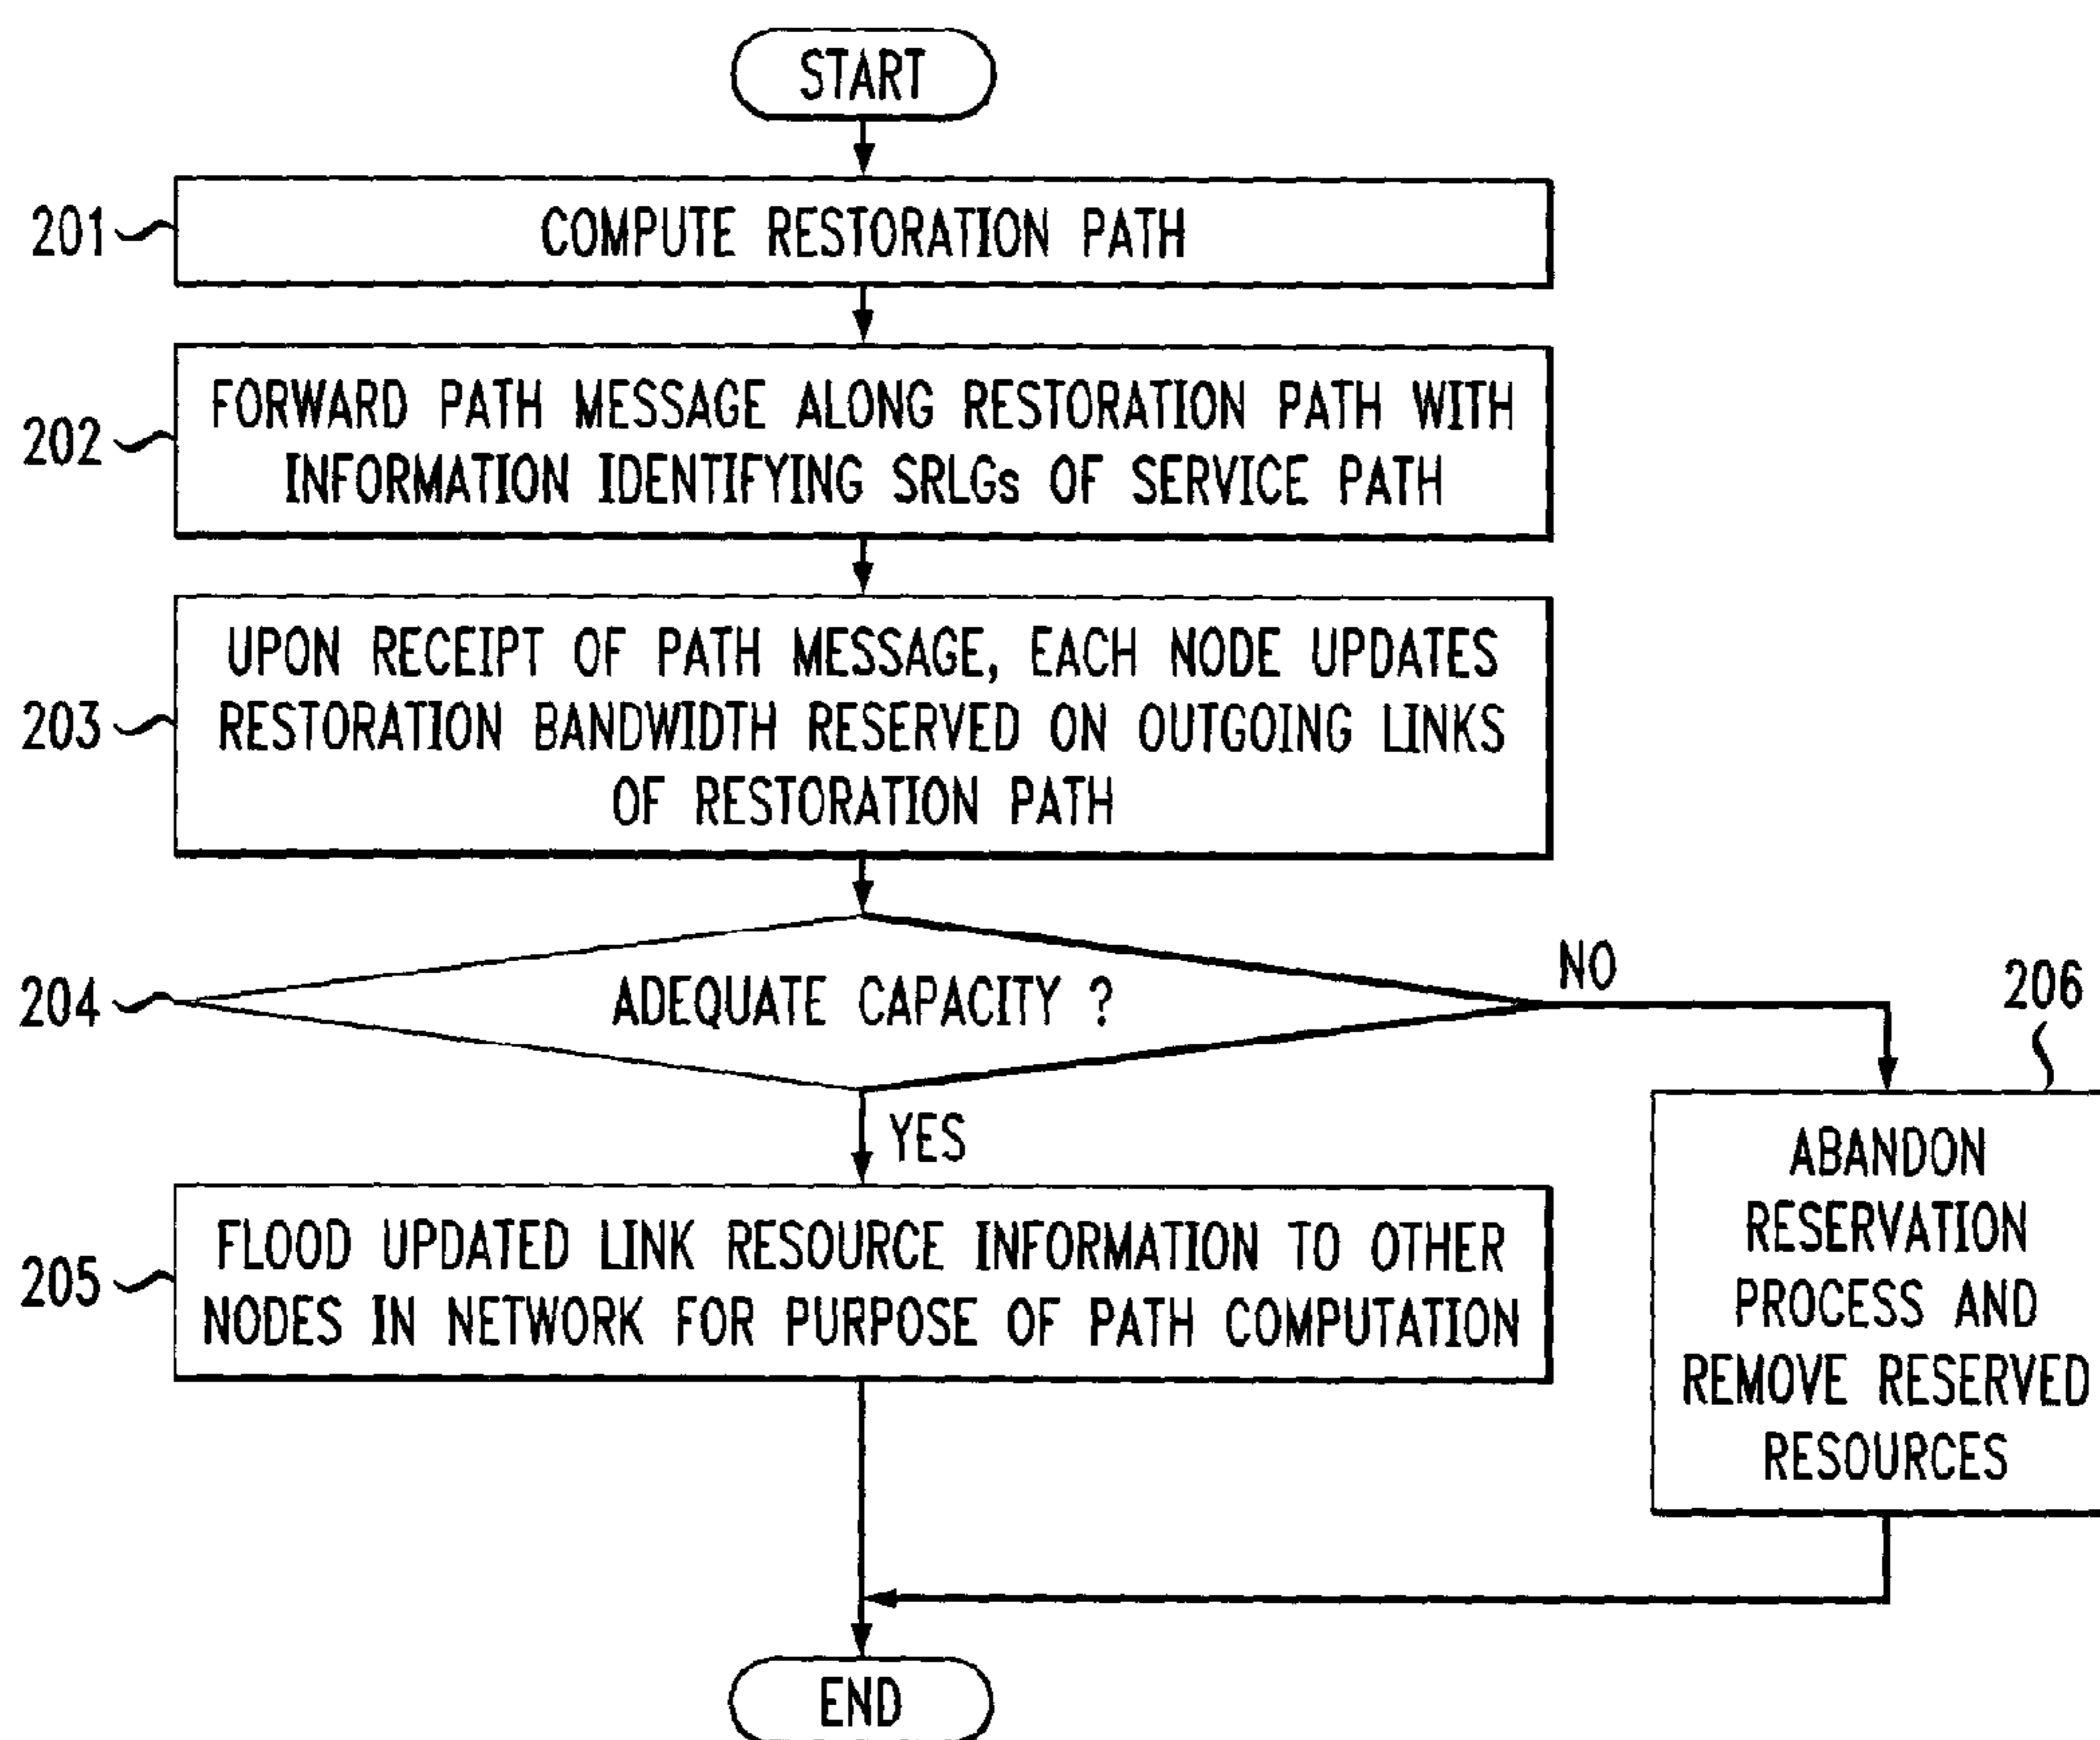 START
201
COMPUTE RESTORATION PATH
202
FORWARD PATH MESSAGE ALONG RESTORATION PATH WITH
INFORMATION IDENTIFYING SRLGs OF SERVICE PATH
203
UPON RECEIPT OF PATH MESSAGE, EACH NODE UPDATES
RESTORATION BANDWIDTH RESERVED ON OUTGOING LINKS
OF RESTORATION PATH
204
ADEQUATE CAPACITY ?
NO
206
YES
ABANDON
RESERVATION
PROCESS AND
REMOVE RESERVED
RESOURCES
205
FLOOD UPDATED LINK RESOURCE INFORMATION TO OTHER
NODES IN NETWORK FOR PURPOSE OF PATH COMPUTATION
END